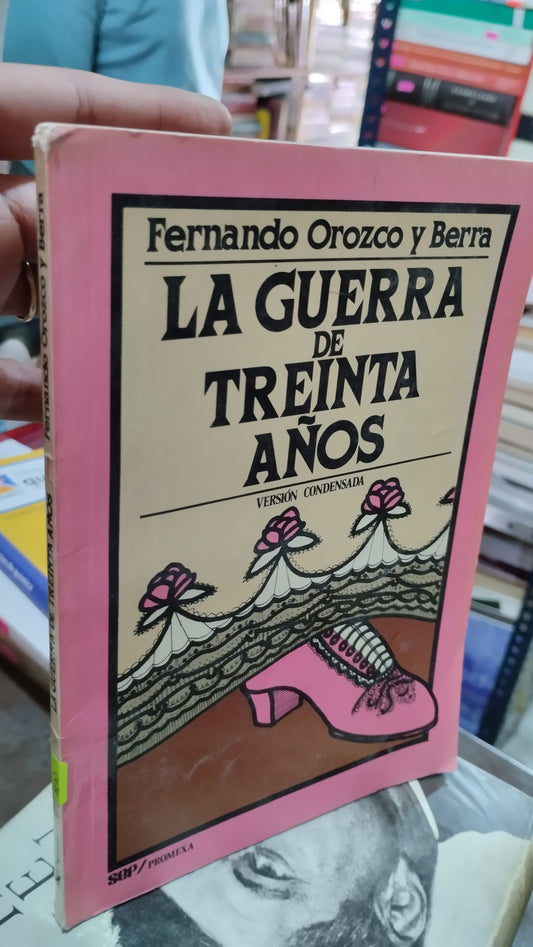 Fernando Orozco y Berra
LA GUERRA
DE
TREINTA
AÑOS
VERSIÓN CONDENSADA
sep/PROMEXA
Fernando Orozco y Berra
LA GUERRA DE TREINTA AÑOS